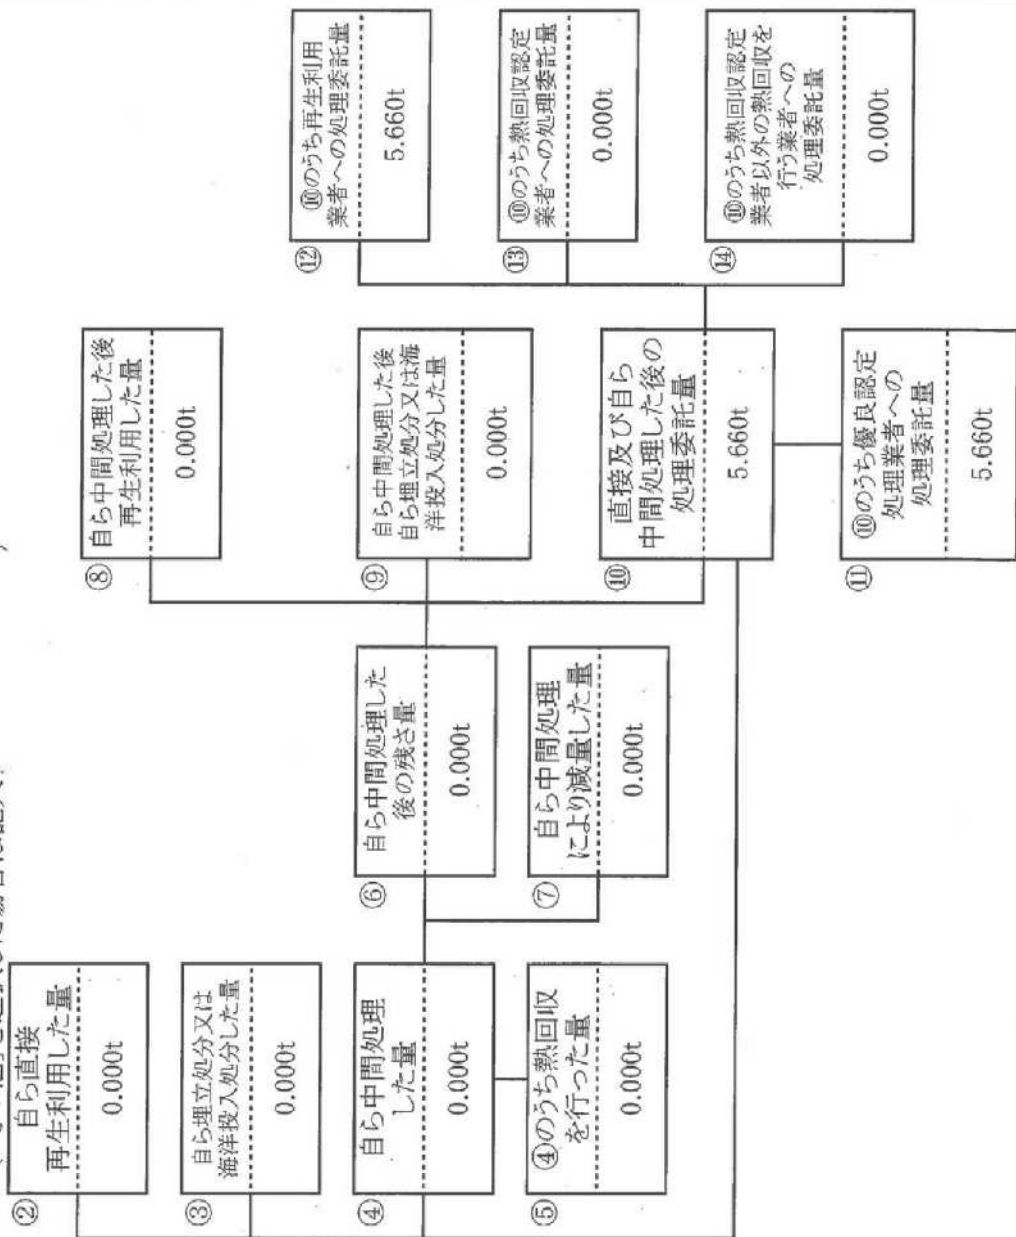 ②
自ら直接
再生利用した量
0.000t
③
自ら埋立処分又は
海洋投入処分した量
0.000t
④
自ら中間処理
した量
0.000t
⑤
④のうち熱回収
を行った量
0.000t
⑥
自ら中間処理した
後の残さ量
0.000t
⑦
自ら中間処理
により減量した量
0.000t
⑧
自ら中間処理した後
再生利用した量
0.000t
⑨
自ら中間処理した後
自ら埋立処分又は海
洋投入処分した量
0.000t
⑩
直接及び自ら
中間処理した後の
処理委託量
5.660t
⑪
⑩のうち優良認定
処理業者への
処理委託量
5.660t
⑫
⑩のうち再生利用
業者への処理委託量
5.660t
⑬
⑩のうち熱回収認定
業者への処理委託量
0.000t
⑭
⑩のうち熱回収認定
業者以外の熱回収を
行う業者への
処理委託量
0.000t